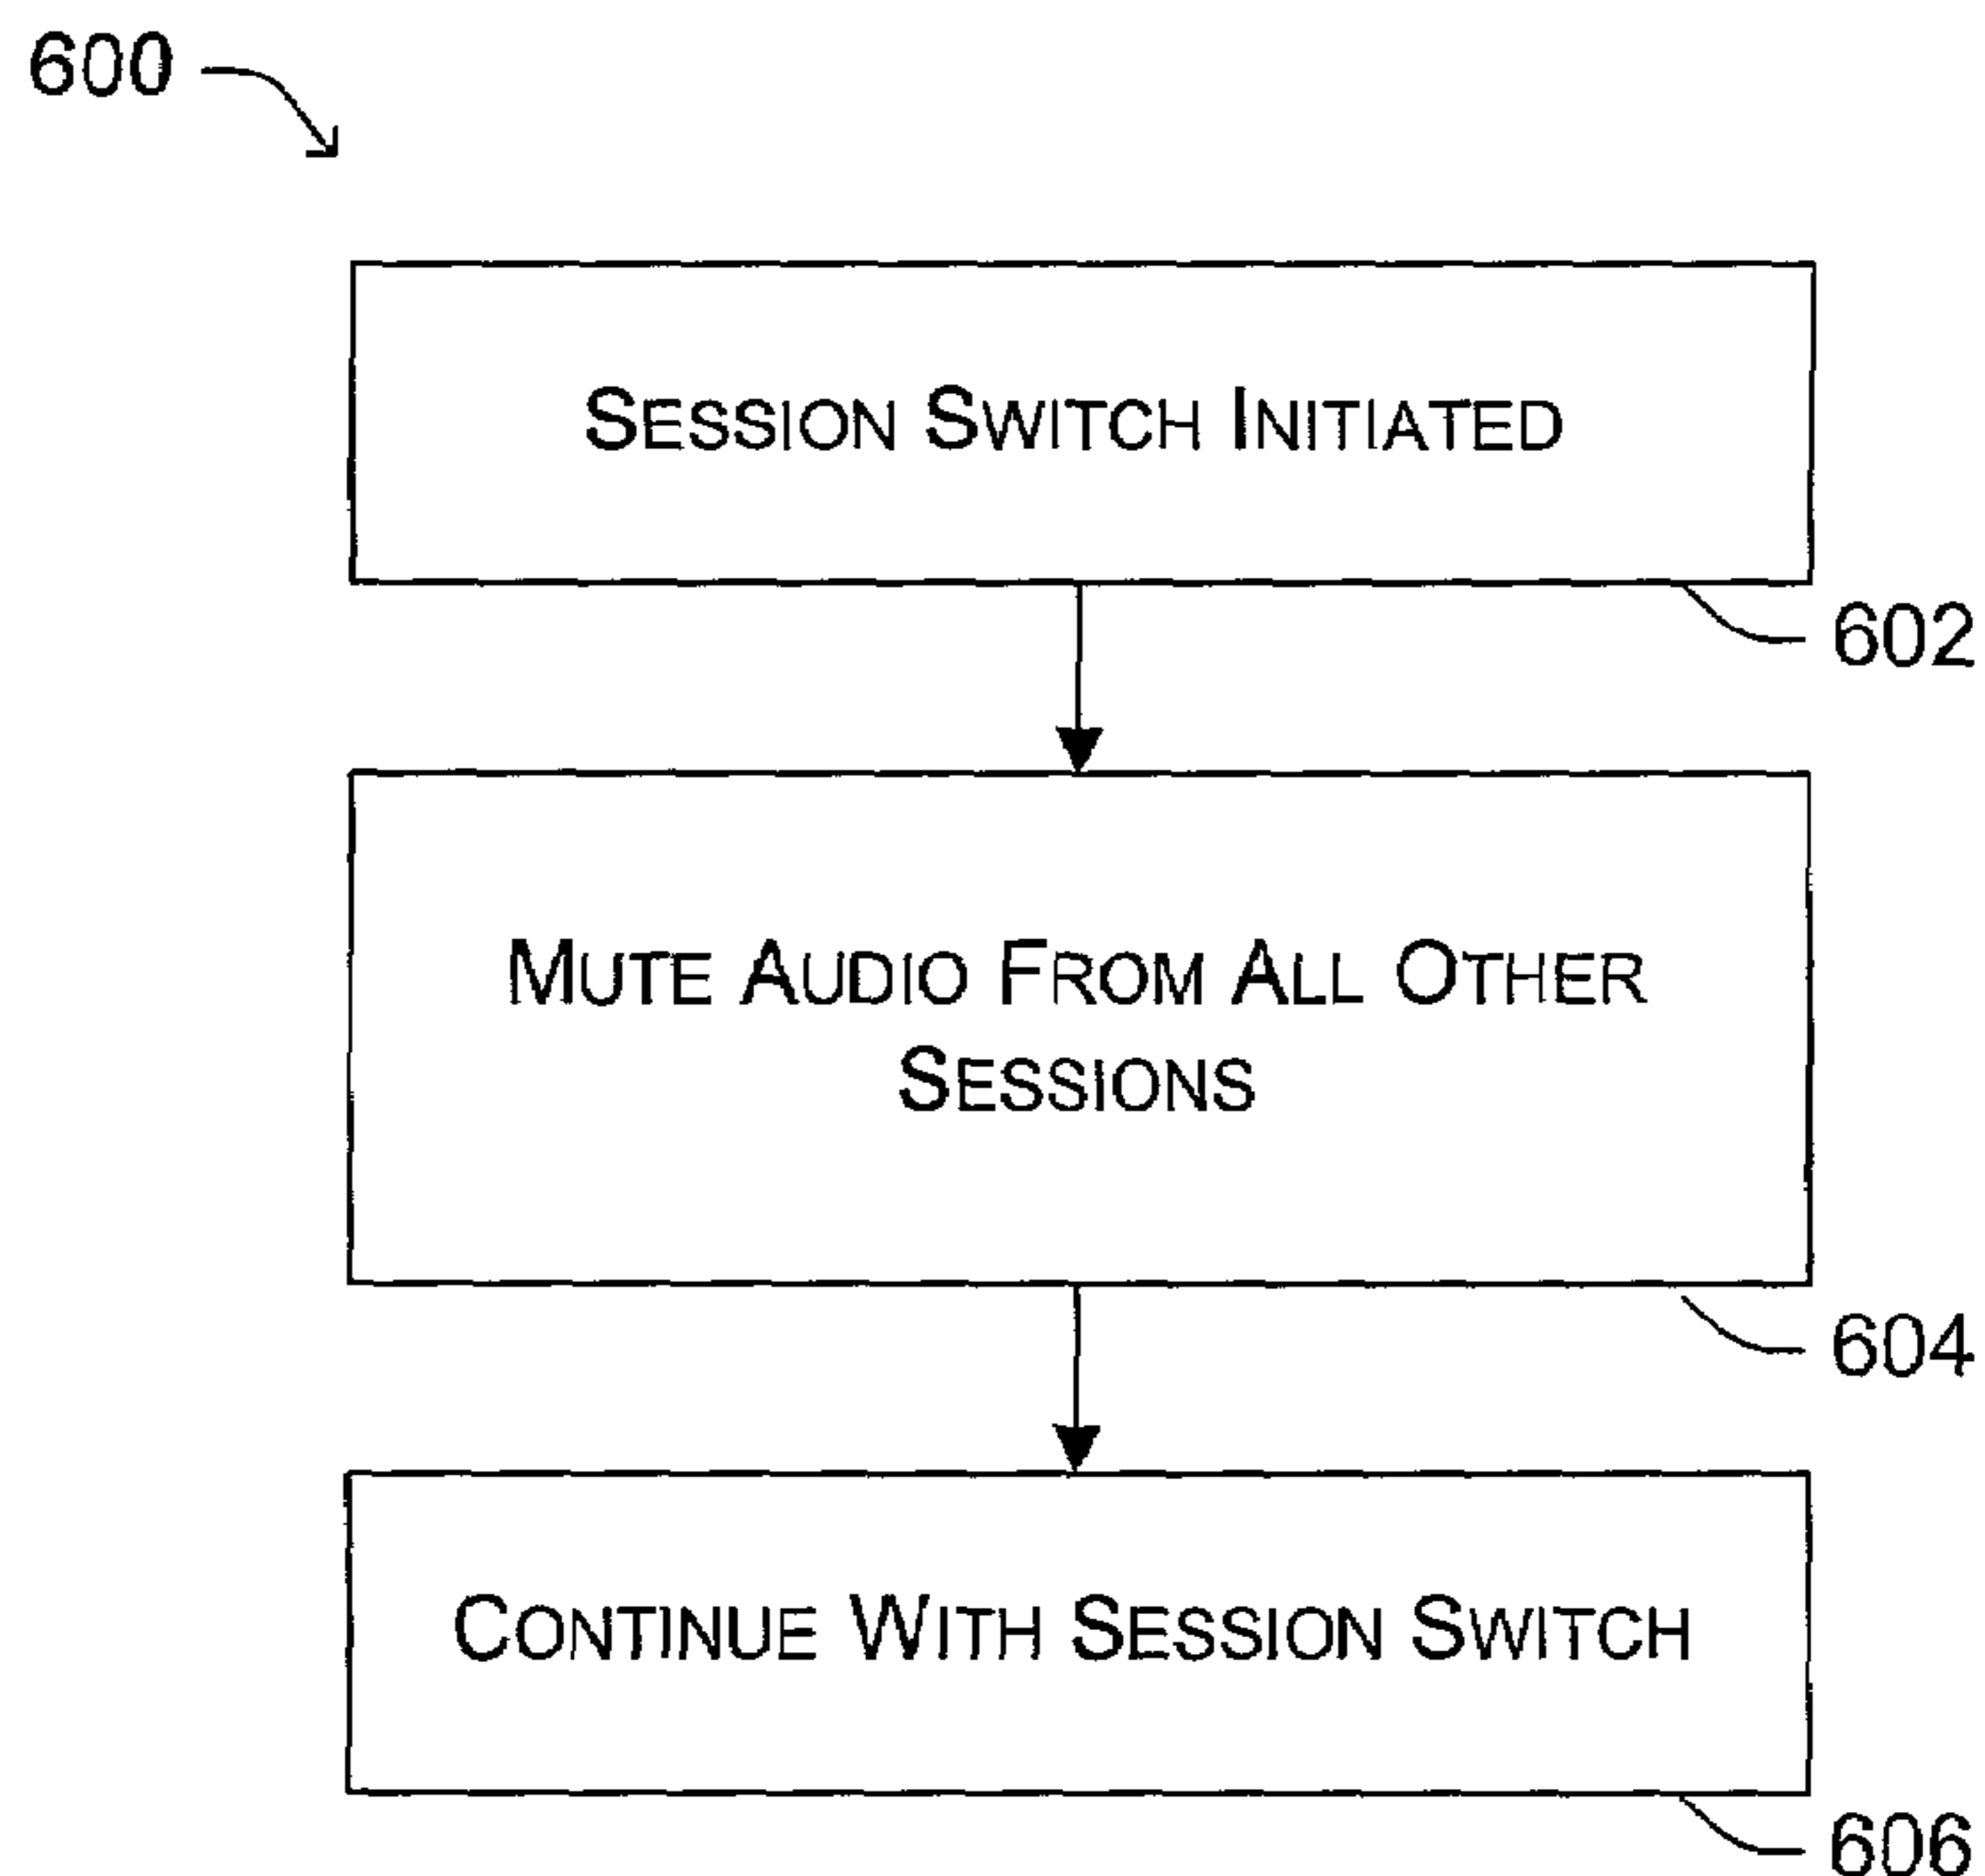 600
SESSION SWITCH INITIATED
602
MUTE AUDIO FROM ALL OTHER
SESSIONS
604
CONTINUE WITH SESSION SWITCH
606